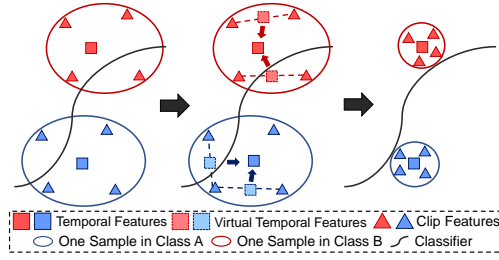 Temporal Features Virtual Temporal Features Clip Features
One Sample in Class A One Sample in Class B Classifier